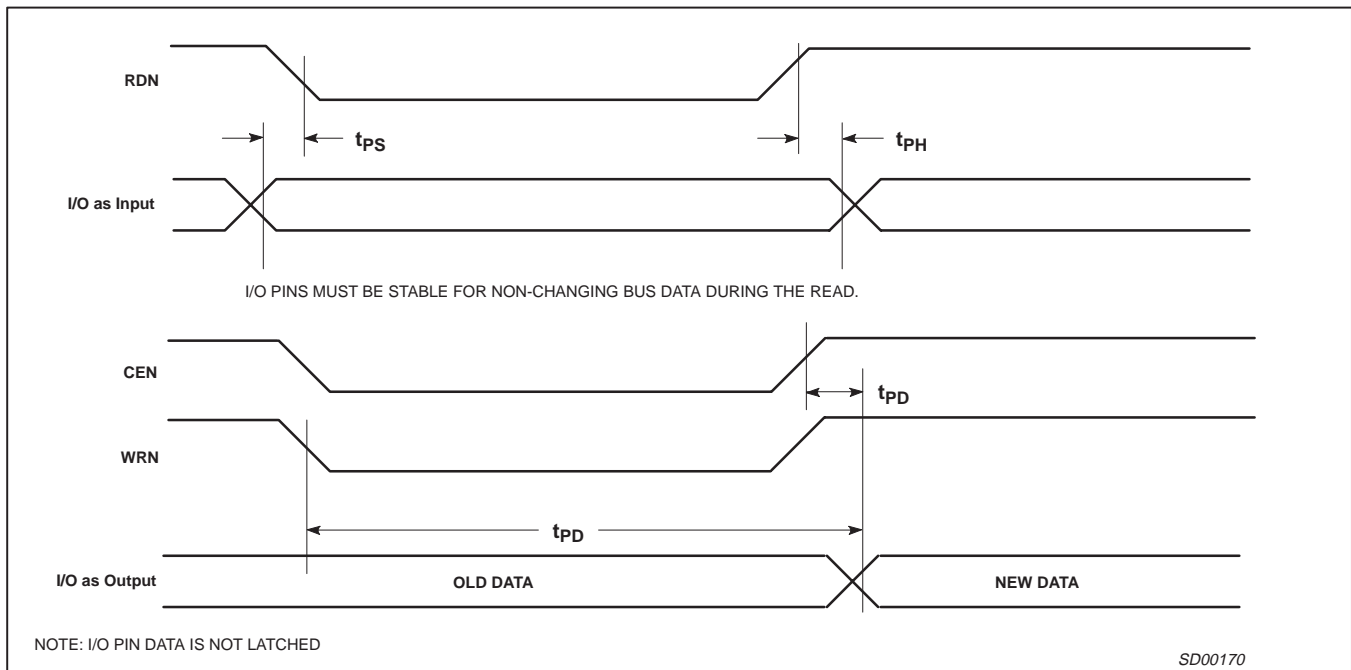 RDN
tPS
tPH
I/O as Input
I/O PINS MUST BE STABLE FOR NON-CHANGING BUS DATA DURING THE READ.
CEN
tPD
WRN
tPD
I/O as Output
OLD DATA
NEW DATA
NOTE: I/O PIN DATA IS NOT LATCHED
SD00170